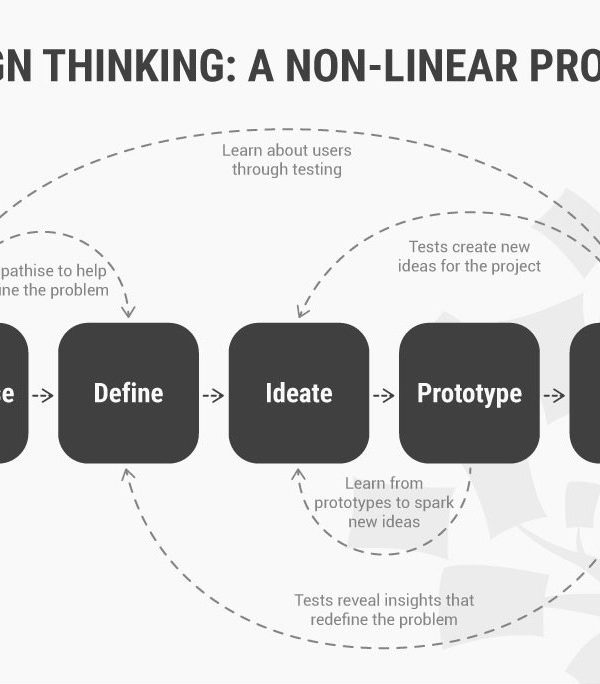 GN THINKING: A NON-LINEAR PRO
Learn about users
through testing
Tests create new
ideas for the project
pathise to help
ine the problem
se
Define
Ideate
Prototype
Learn from
prototypes to spark
new ideas
Tests reveal insights that
redefine the problem